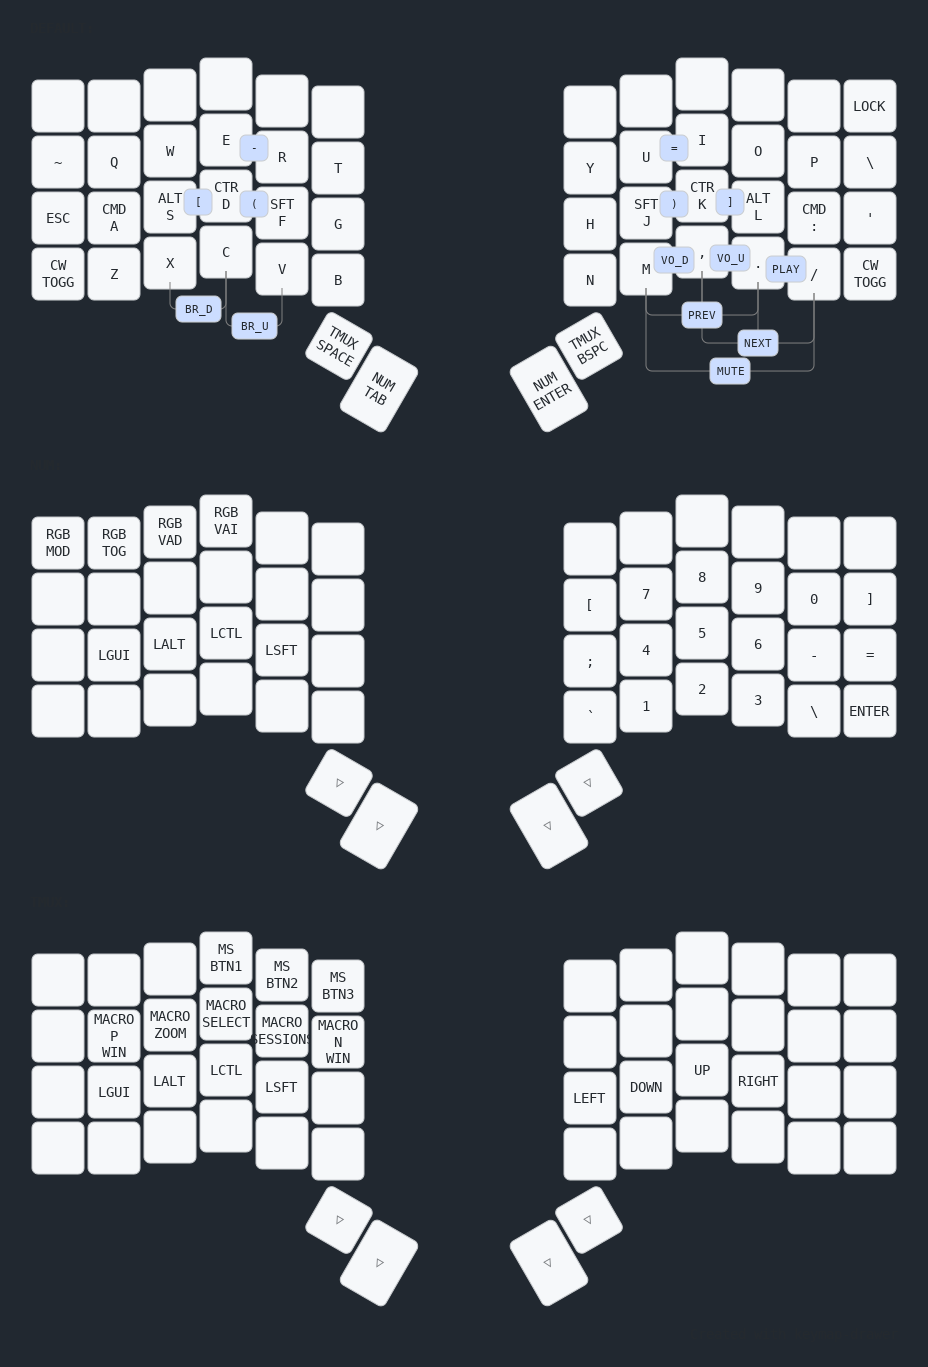 LOCK
~ Q W E - R T
Y U = I O P \
ESC CMD A ALT S [ CTR D ( SFT F G
H SFT J ) CTR K ] ALT L CMD : '
CW TOGG Z X C V B
N M VO_D , VO_U . PLAY / CW TOGG
BR_D BR_U
PREV
NEXT
MUTE
TMUX SPACE
NUM TAB
TMUX BSPC
NUM ENTER
RGB MOD RGB TOG RGB VAD RGB VAI
[ 7 8 9 0 ]
LGUI LALT LCTL LSFT
; 4 5 6 - =
` 1 2 3 \ ENTER
▷ ◁
▷ ◁
MS BTN1 MS BTN2 MS BTN3
MACRO P WIN MACRO ZOOM MACRO SELECT MACRO SESSIONS MACRO N WIN
LGUI LALT LCTL LSFT
LEFT DOWN UP RIGHT
▷ ◁
▷ ◁